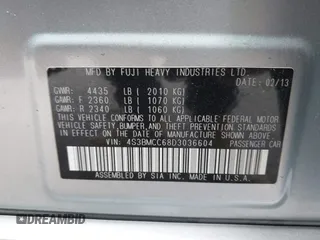 MFD BY FUJI HEAVY INDUSTRIES LTD.
DATE: 02/13
GVWR: 4435 LB ( 2010 KG)
GAWR: F 2360 LB ( 1070 KG)
GAWR: R 2340 LB ( 1060 KG)
THIS VEHICLE CONFORMS TO ALL APPLICABLE FEDERAL MOTOR
VEHICLE SAFETY, BUMPER, AND THEFT PREVENTION
STANDARDS IN EFFECT ON THE DATE OF MANUFACTURE
SHOWN ABOVE.
VIN: 4S3BMCC68D3036604 PASSENGER CAR
ASSEMBLED BY SIA INC. MADE IN U.S.A.
DREAMBID